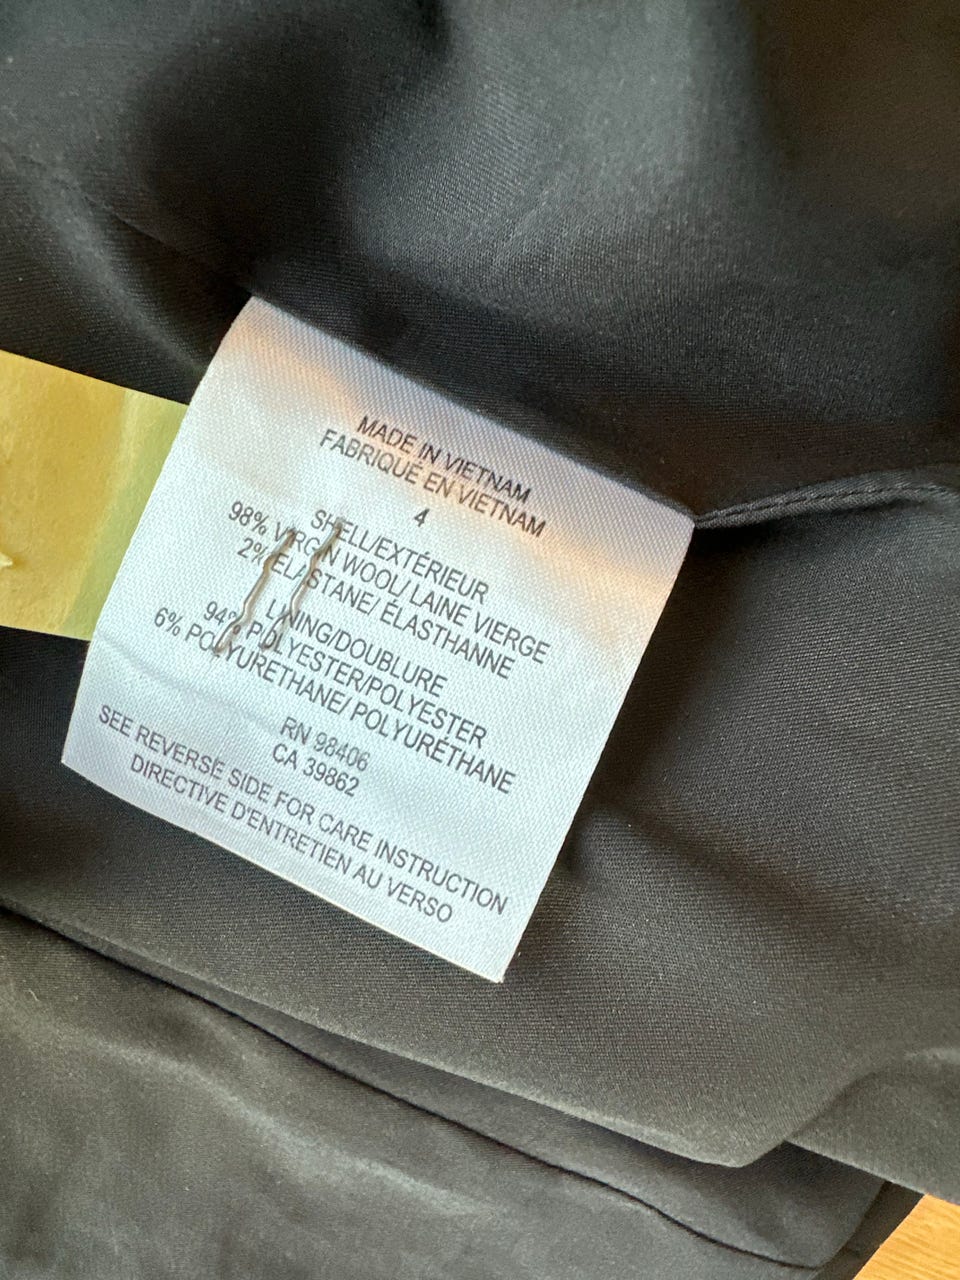 MADE IN VIETNAM
FABRIQUÉ EN VIETNAM
4
SHELL/EXTÉRIEUR
98% VIRGIN WOOL/ LAINE VIERGE
2% ELASTANE/ ÉLASTHANNE
LINING/DOUBLURE
94% POLYESTER/POLYESTER
6% POLYURETHANE/ POLYURÉTHANE
RN 98406
CA 39862
SEE REVERSE SIDE FOR CARE INSTRUCTION
DIRECTIVE D'ENTRETIEN AU VERSO